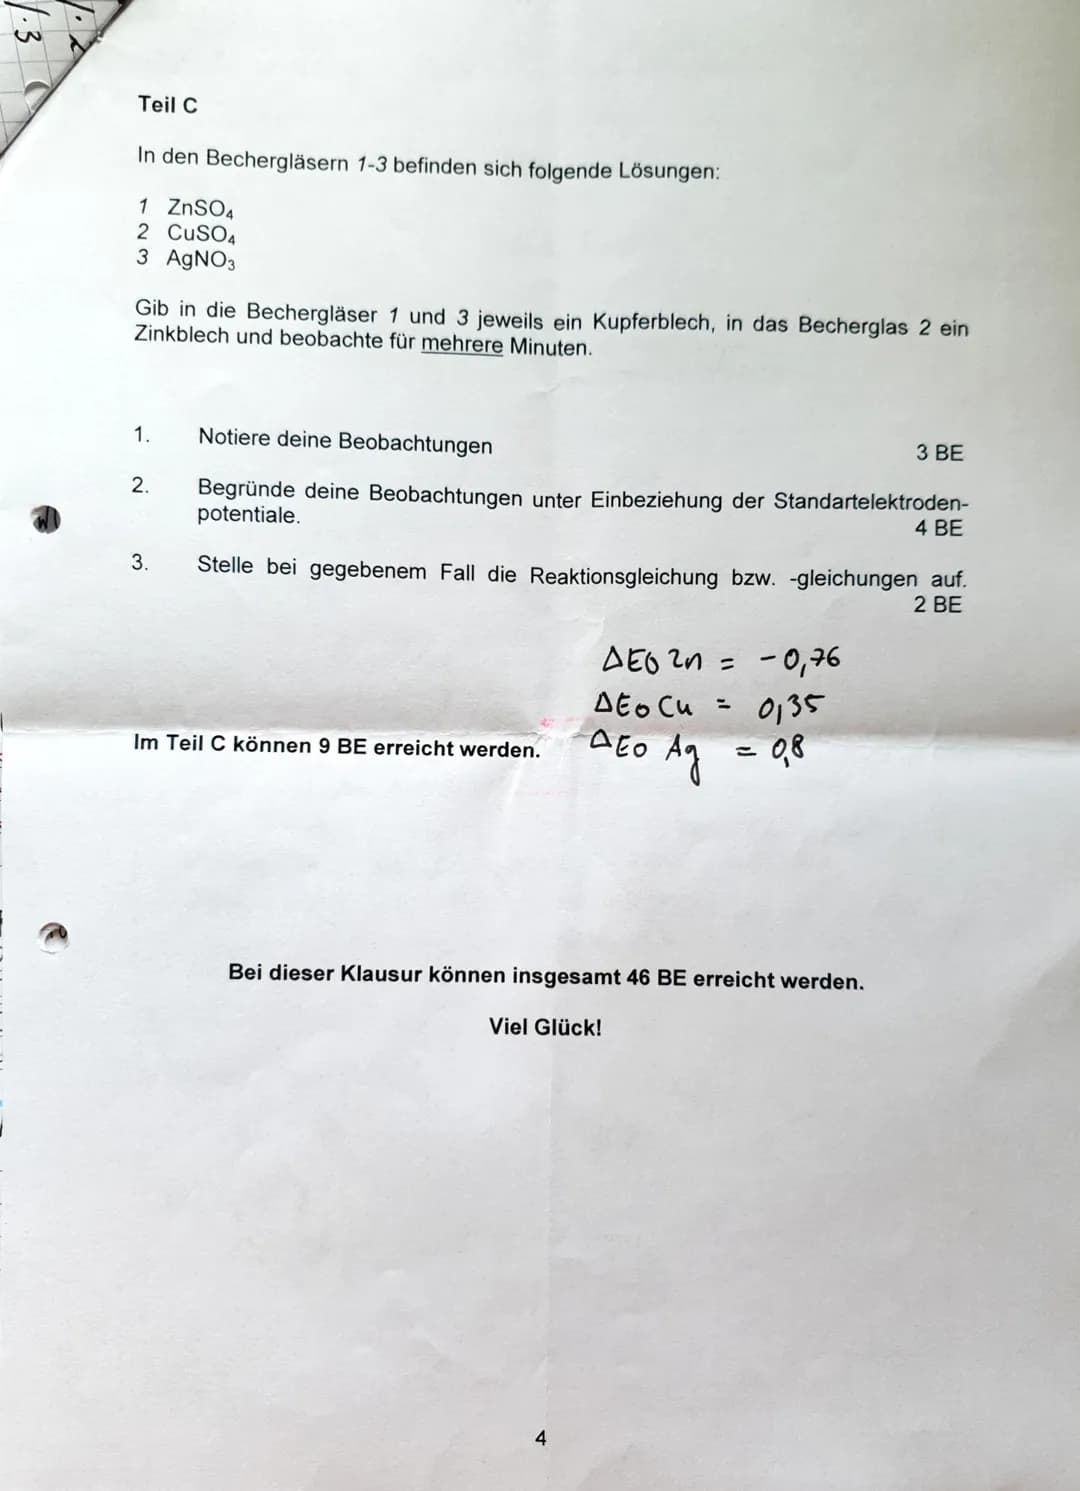 1.2
1.3
Teil C
In den Bechergläsern 1-3 befinden sich folgende Lösungen:
1 ZnSO₄
2 CuSO₄
3 AgNO₃
Gib in die Bechergläser 1 und 3 jeweils ein Kupferblech, in das Becherglas 2 ein
Zinkblech und beobachte für mehrere Minuten.
1. Notiere deine Beobachtungen
3 BE
2. Begründe deine Beobachtungen unter Einbeziehung der Standartelektroden-
potentiale.
4 BE
3. Stelle bei gegebenem Fall die Reaktionsgleichung bzw. -gleichungen auf.
2 BE
ΔE0 Zn = -0,76
ΔE0 Cu = 0,35
Im Teil C können 9 BE erreicht werden.
ΔE0 Ag = 0,8
Bei dieser Klausur können insgesamt 46 BE erreicht werden.
Viel Glück!
4